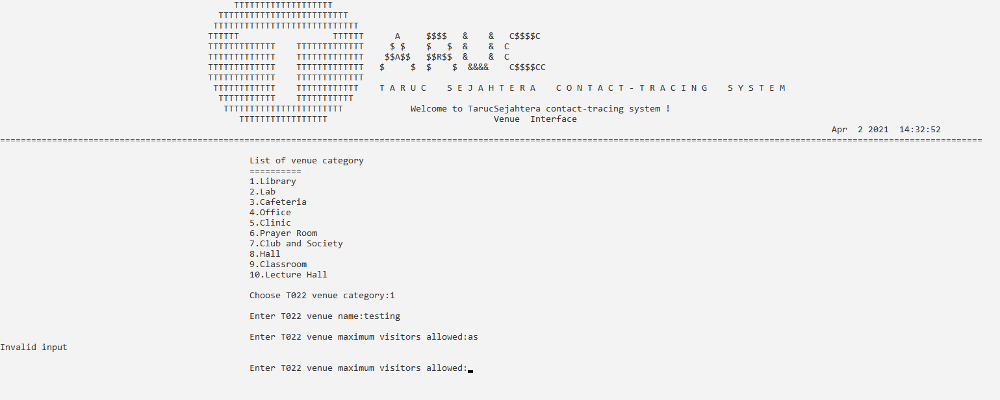 TTTTTTTTTTTTTTTTTTT
TTTTTTTTTTTTTTTTTTTTTTTTT
TTTTTTTTTTTTTTTTTTTTTTTTTTTT
TTTTTT                  TTTTTT      A     $$$$   &    &   C$$$$C
TTTTTTTTTTTTT    TTTTTTTTTTTTT     $ $    $   $  &    &  C
TTTTTTTTTTTTT    TTTTTTTTTTTTT    $$A$$   $$R$$  &    &  C
TTTTTTTTTTTTT    TTTTTTTTTTTTT   $     $  $    $  &&&&    C$$$$CC
TTTTTTTTTTTTT    TTTTTTTTTTTTT
TTTTTTTTTTTT    TTTTTTTTTTTT    T A R U C    S E J A H T E R A    C O N T A C T - T R A C I N G    S Y S T E M
TTTTTTTTTTT    TTTTTTTTTTT
TTTTTTTTTTTTTTTTTTTTTTT             Welcome to TarucSejahtera contact-tracing system !
TTTTTTTTTTTTTTTTT                                Venue  Interface
Apr  2 2021  14:32:52
=============================================================================================================================================================================================
List of venue category
==========
1.Library
2.Lab
3.Cafeteria
4.Office
5.Clinic
6.Prayer Room
7.Club and Society
8.Hall
9.Classroom
10.Lecture Hall
Choose T022 venue category:1
Enter T022 venue name:testing
Enter T022 venue maximum visitors allowed:as
Invalid input
Enter T022 venue maximum visitors allowed: